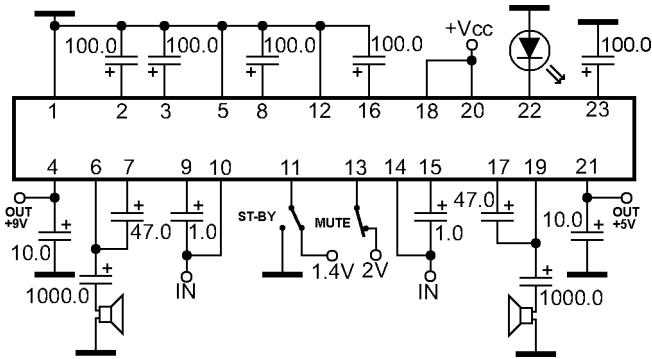 100.0 100.0 100.0 100.0 +VCC 100.0
+ + + + +
1 2 3 5 8 12 16 18 20 22 23
4 6 7 9 10 11 13 14 15 17 19 21
OUT +9V
+ 10.0
+ 47.0
+ 1000.0
+ 1.0
IN
ST-BY
1.4V
MUTE
2V
+ 1.0
IN
47.0 +
+ 1000.0
10.0 +
OUT +5V